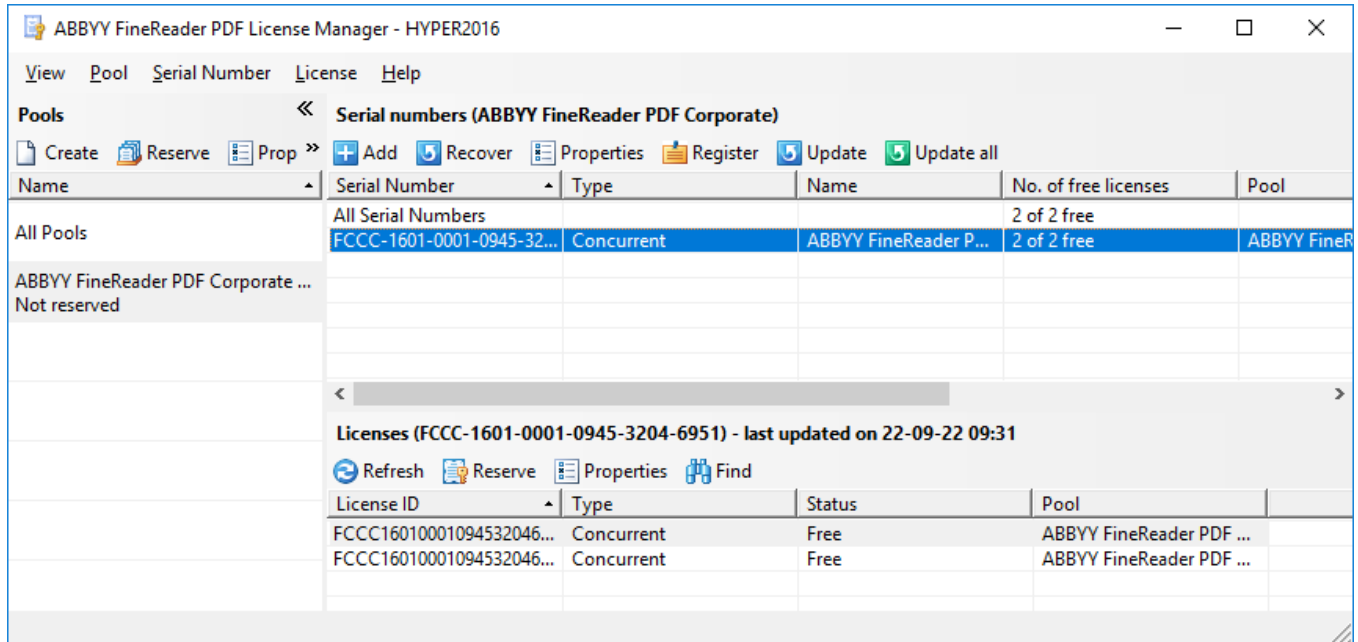 ABBYY FineReader PDF License Manager - HYPER2016
View Pool Serial Number License Help
Pools «
Create Reserve Prop »
Name
All Pools
ABBYY FineReader PDF Corporate ...
Not reserved
Serial numbers (ABBYY FineReader PDF Corporate)
Add Recover Properties Register Update Update all
Serial Number Type Name No. of free licenses Pool
All Serial Numbers 2 of 2 free
FCCC-1601-0001-0945-32... Concurrent ABBYY FineReader P... 2 of 2 free ABBYY FineR
Licenses (FCCC-1601-0001-0945-3204-6951) - last updated on 22-09-22 09:31
Refresh Reserve Properties Find
License ID Type Status Pool
FCCC16010001094532046... Concurrent Free ABBYY FineReader PDF ...
FCCC16010001094532046... Concurrent Free ABBYY FineReader PDF ...